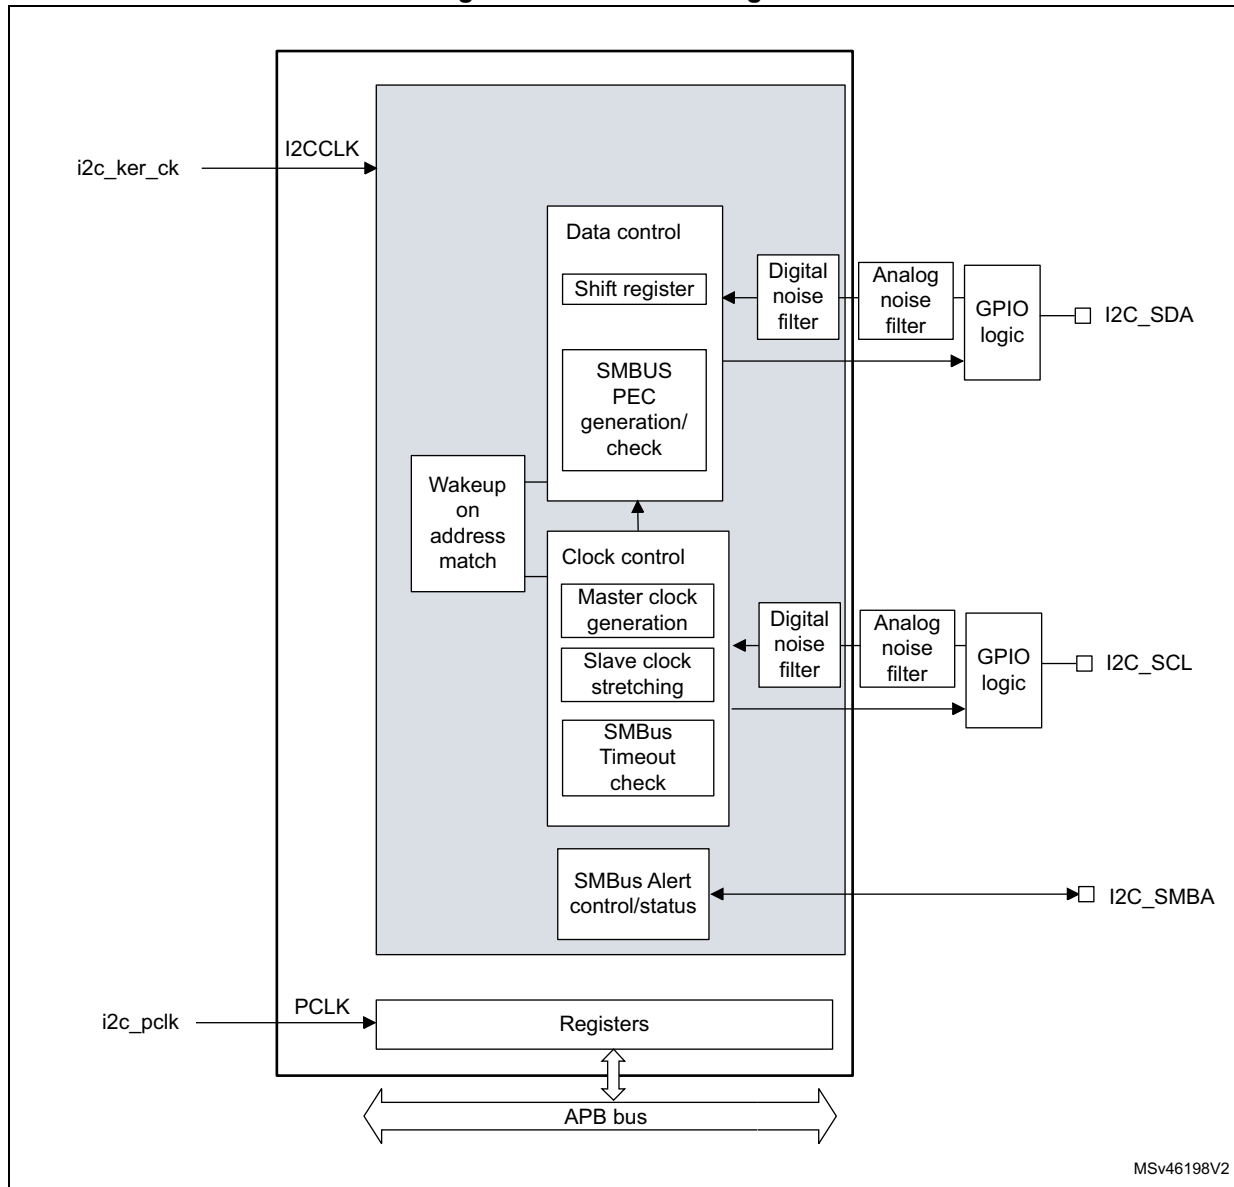 I2CCLK
i2c_ker_ck
Data control
Shift register
SMBUS
PEC
generation/
check
Digital
noise
filter
Analog
noise
filter
GPIO
logic
I2C_SDA
Wakeup
on
address
match
Clock control
Master clock
generation
Slave clock
stretching
SMBus
Timeout
check
Digital
noise
filter
Analog
noise
filter
GPIO
logic
I2C_SCL
SMBus Alert
control/status
I2C_SMBA
PCLK
i2c_pclk
Registers
APB bus
MSv46198V2